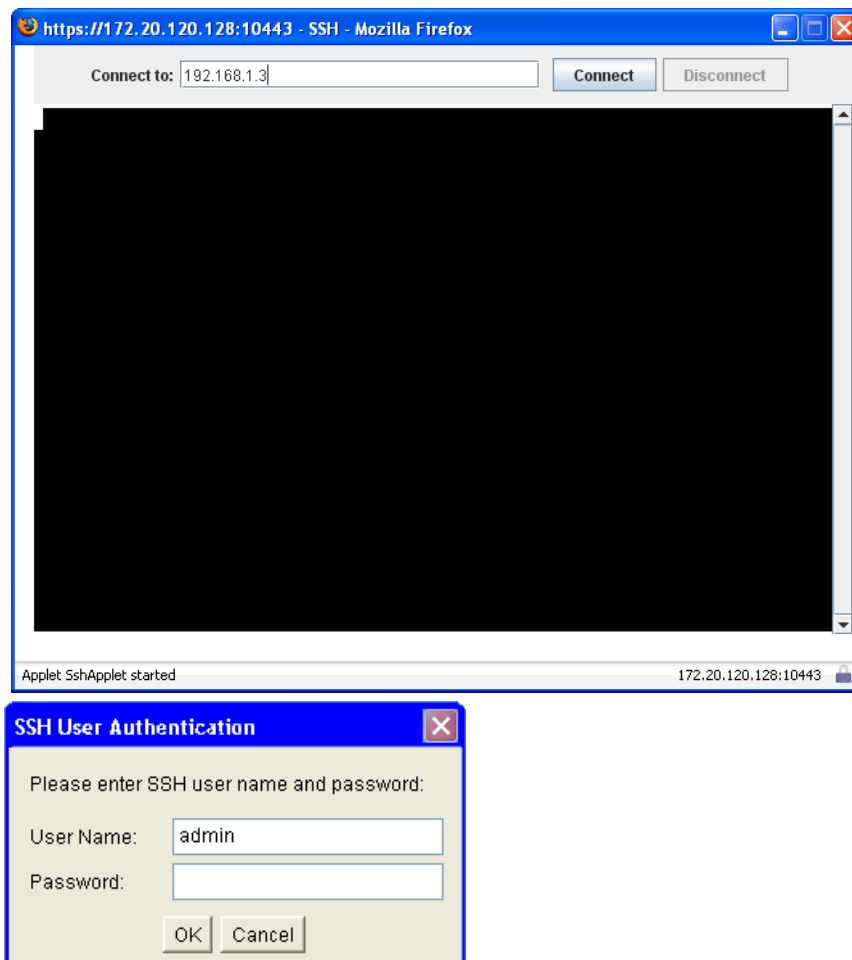 https://172.20.120.128:10443 - SSH - Mozilla Firefox
Connect to: 192.168.1.3 Connect Disconnect
Applet SshApplet started 172.20.120.128:10443
SSH User Authentication
Please enter SSH user name and password:
User Name: admin
Password:
OK Cancel